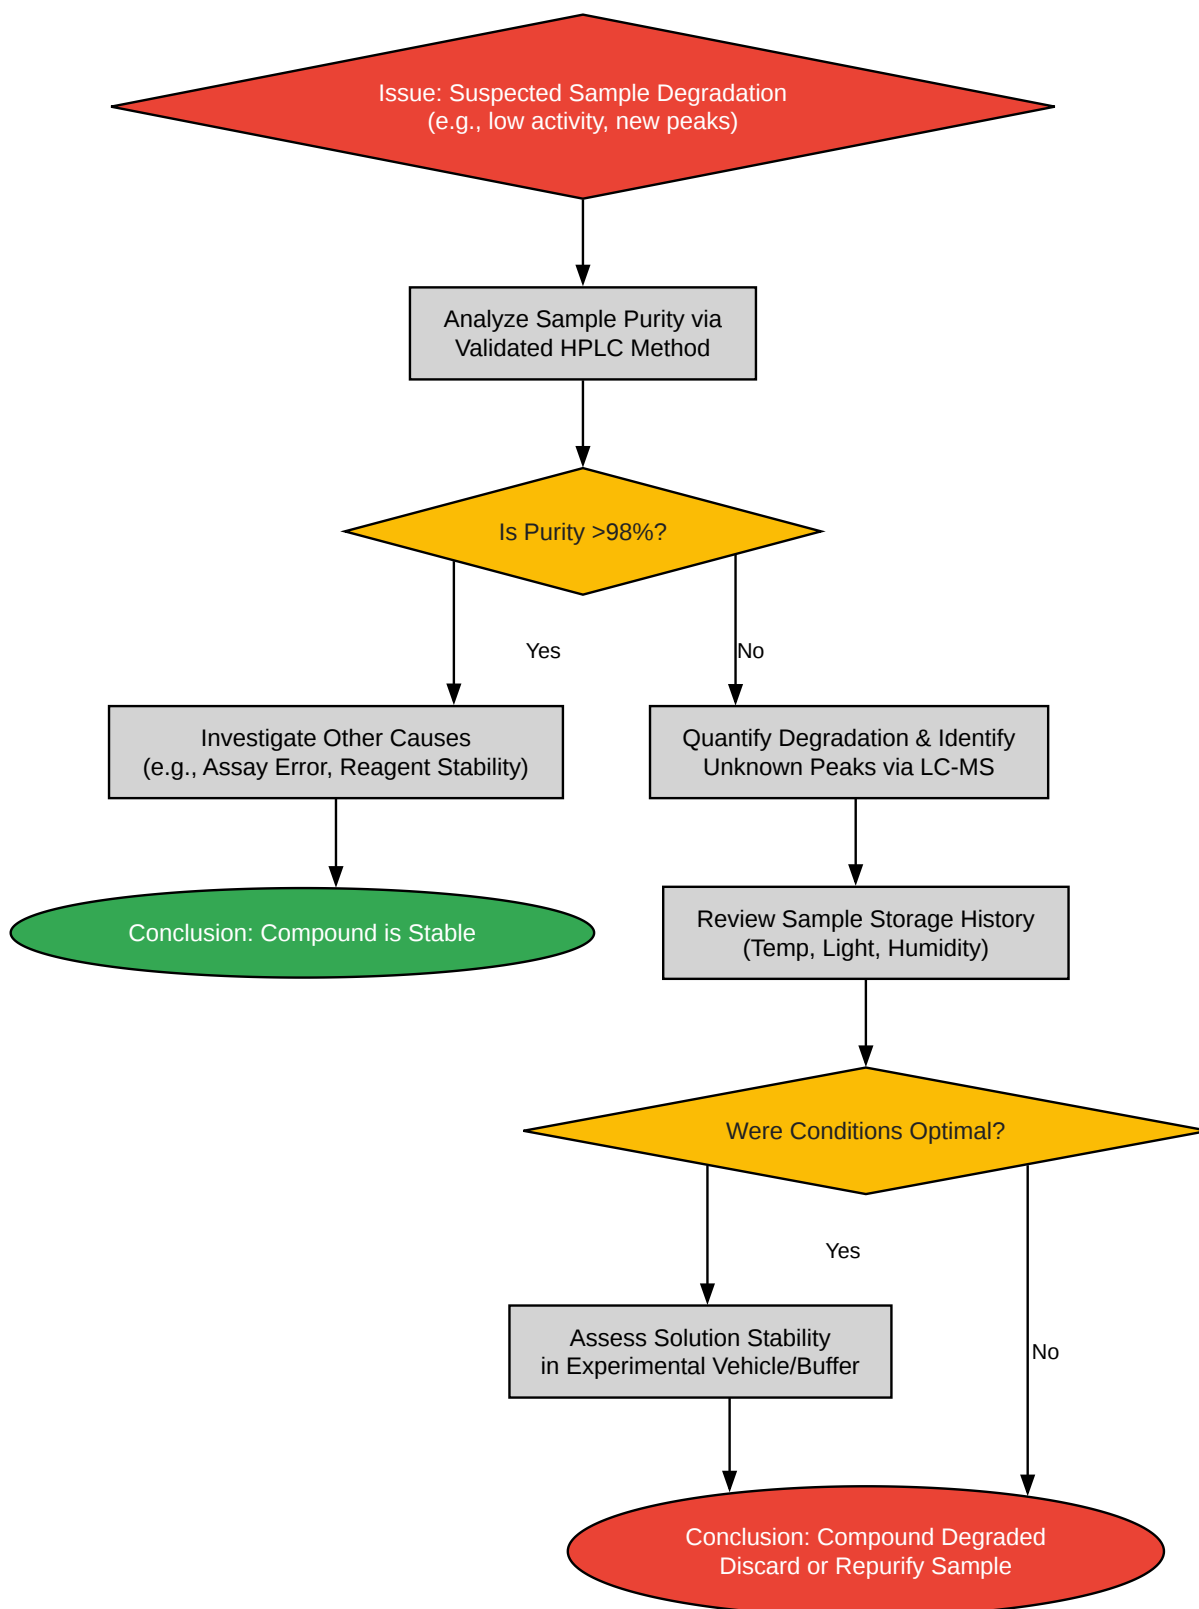 Issue: Suspected Sample Degradation
(e.g., low activity, new peaks)
Analyze Sample Purity via
Validated HPLC Method
Is Purity >98%?
Yes
No
Investigate Other Causes
(e.g., Assay Error, Reagent Stability)
Quantify Degradation & Identify
Unknown Peaks via LC-MS
Conclusion: Compound is Stable
Review Sample Storage History
(Temp, Light, Humidity)
Were Conditions Optimal?
Yes
Assess Solution Stability
in Experimental Vehicle/Buffer
No
Conclusion: Compound Degraded
Discard or Repurify Sample